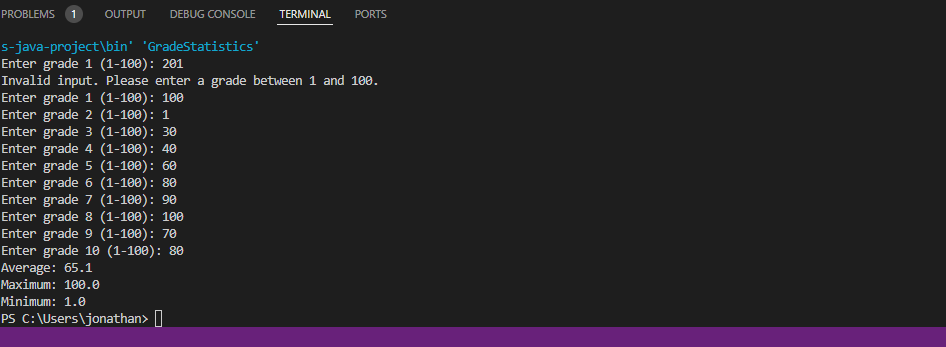 PROBLEMS 1 OUTPUT DEBUG CONSOLE TERMINAL PORTS
s-java-project\bin' 'GradeStatistics'
Enter grade 1 (1-100): 201
Invalid input. Please enter a grade between 1 and 100.
Enter grade 1 (1-100): 100
Enter grade 2 (1-100): 1
Enter grade 3 (1-100): 30
Enter grade 4 (1-100): 40
Enter grade 5 (1-100): 60
Enter grade 6 (1-100): 80
Enter grade 7 (1-100): 90
Enter grade 8 (1-100): 100
Enter grade 9 (1-100): 70
Enter grade 10 (1-100): 80
Average: 65.1
Maximum: 100.0
Minimum: 1.0
PS C:\Users\jonathan>